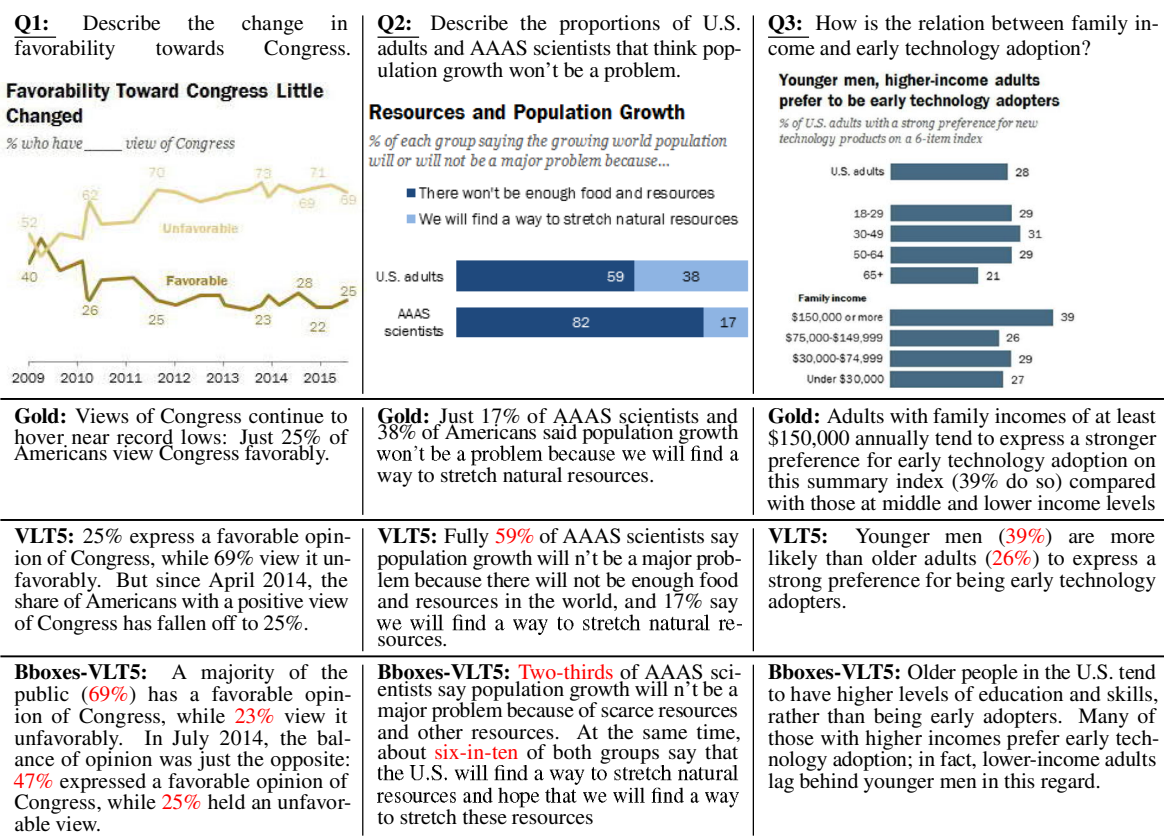 Q1: Describe the change in
favorability towards Congress.
Favorability Toward Congress Little
Changed
% who have _____ view of Congress
70
73
71
62
69
69
52
Unfavorable
40
Favorable
28
25
26
25
23
22
2009 2010 2011 2012 2013 2014 2015
Q2: Describe the proportions of U.S.
adults and AAAS scientists that think pop-
ulation growth won't be a problem.
Resources and Population Growth
% of each group saying the growing world population
will or will not be a major problem because...
There won't be enough food and resources
We will find a way to stretch natural resources
U.S. adults 59 38
AAAS
scientists
82 17
Q3: How is the relation between family in-
come and early technology adoption?
Younger men, higher-income adults
prefer to be early technology adopters
% of U.S. adults with a strong preference for new
technology products on a 6-item index
U.S. adults 28
18-29 29
30-49 31
50-64 29
65+ 21
Family income
$150,000 or more 39
$75,000-$149,999 26
$30,000-$74,999 29
Under $30,000 27
Gold: Views of Congress continue to
hover near record lows: Just 25% of
Americans view Congress favorably.
Gold: Just 17% of AAAS scientists and
38% of Americans said population growth
won't be a problem because we will find a
way to stretch natural resources.
Gold: Adults with family incomes of at least
$150,000 annually tend to express a stronger
preference for early technology adoption on
this summary index (39% do so) compared
with those at middle and lower income levels
VLT5: 25% express a favorable opin-
ion of Congress, while 69% view it un-
favorably. But since April 2014, the
share of Americans with a positive view
of Congress has fallen off to 25%.
VLT5: Fully 59% of AAAS scientists say
population growth will n't be a major prob-
lem because there will not be enough food
and resources in the world, and 17% say
we will find a way to stretch natural re-
sources.
VLT5: Younger men (39%) are more
likely than older adults (26%) to express a
strong preference for being early technology
adopters.
Bboxes-VLT5: A majority of the
public (69%) has a favorable opin-
ion of Congress, while 23% view it
unfavorably. In July 2014, the bal-
ance of opinion was just the opposite:
47% expressed a favorable opinion of
Congress, while 25% held an unfavor-
able view.
Bboxes-VLT5: Two-thirds of AAAS sci-
entists say population growth will n't be a
major problem because of scarce resources
and other resources. At the same time,
about six-in-ten of both groups say that
the U.S. will find a way to stretch natural
resources and hope that we will find a way
to stretch these resources
Bboxes-VLT5: Older people in the U.S. tend
to have higher levels of education and skills,
rather than being early adopters. Many of
those with higher incomes prefer early tech-
nology adoption; in fact, lower-income adults
lag behind younger men in this regard.